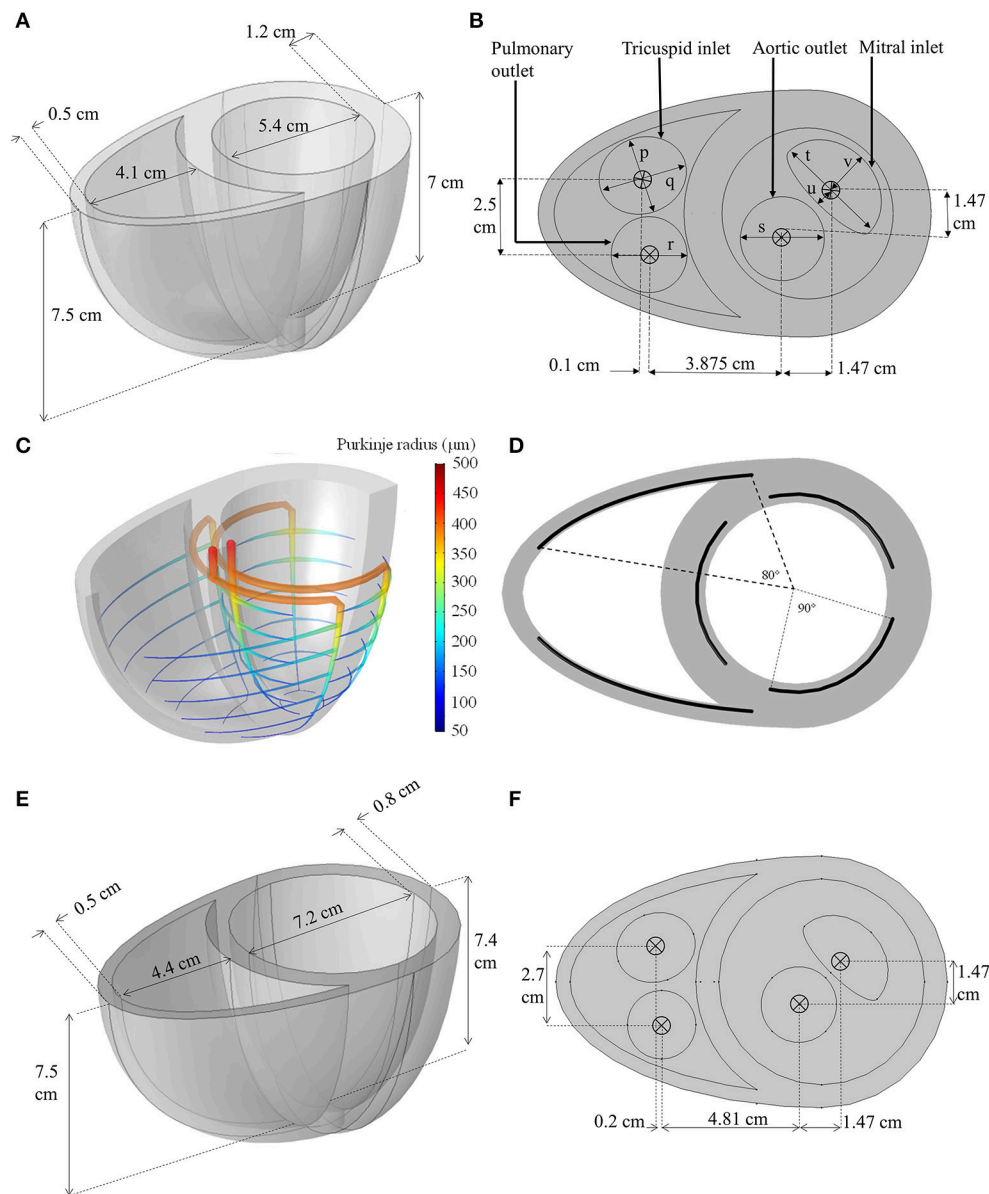 A
1.2 cm
0.5 cm
5.4 cm
4.1 cm
7 cm
7.5 cm
B
Pulmonary
outlet
Tricuspid inlet
Aortic outlet
Mitral inlet
p
q
r
s
t
u
v
2.5
cm
1.47
cm
0.1 cm
3.875 cm
1.47 cm
C
Purkinje radius (µm)
500
450
400
350
300
250
200
150
100
50
D
80°
90°
E
0.8 cm
0.5 cm
7.2 cm
4.4 cm
7.4
cm
7.5
cm
F
2.7
cm
1.47
cm
0.2 cm
4.81 cm
1.47 cm